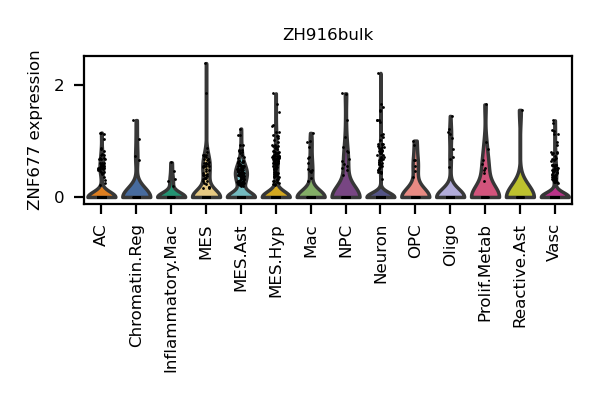 ZH916bulk
ZNF677 expression
2
0
AC
Chromatin.Reg
Inflammatory.Mac
MES
MES.Ast
MES.Hyp
Mac
NPC
Neuron
OPC
Oligo
Prolif.Metab
Reactive.Ast
Vasc